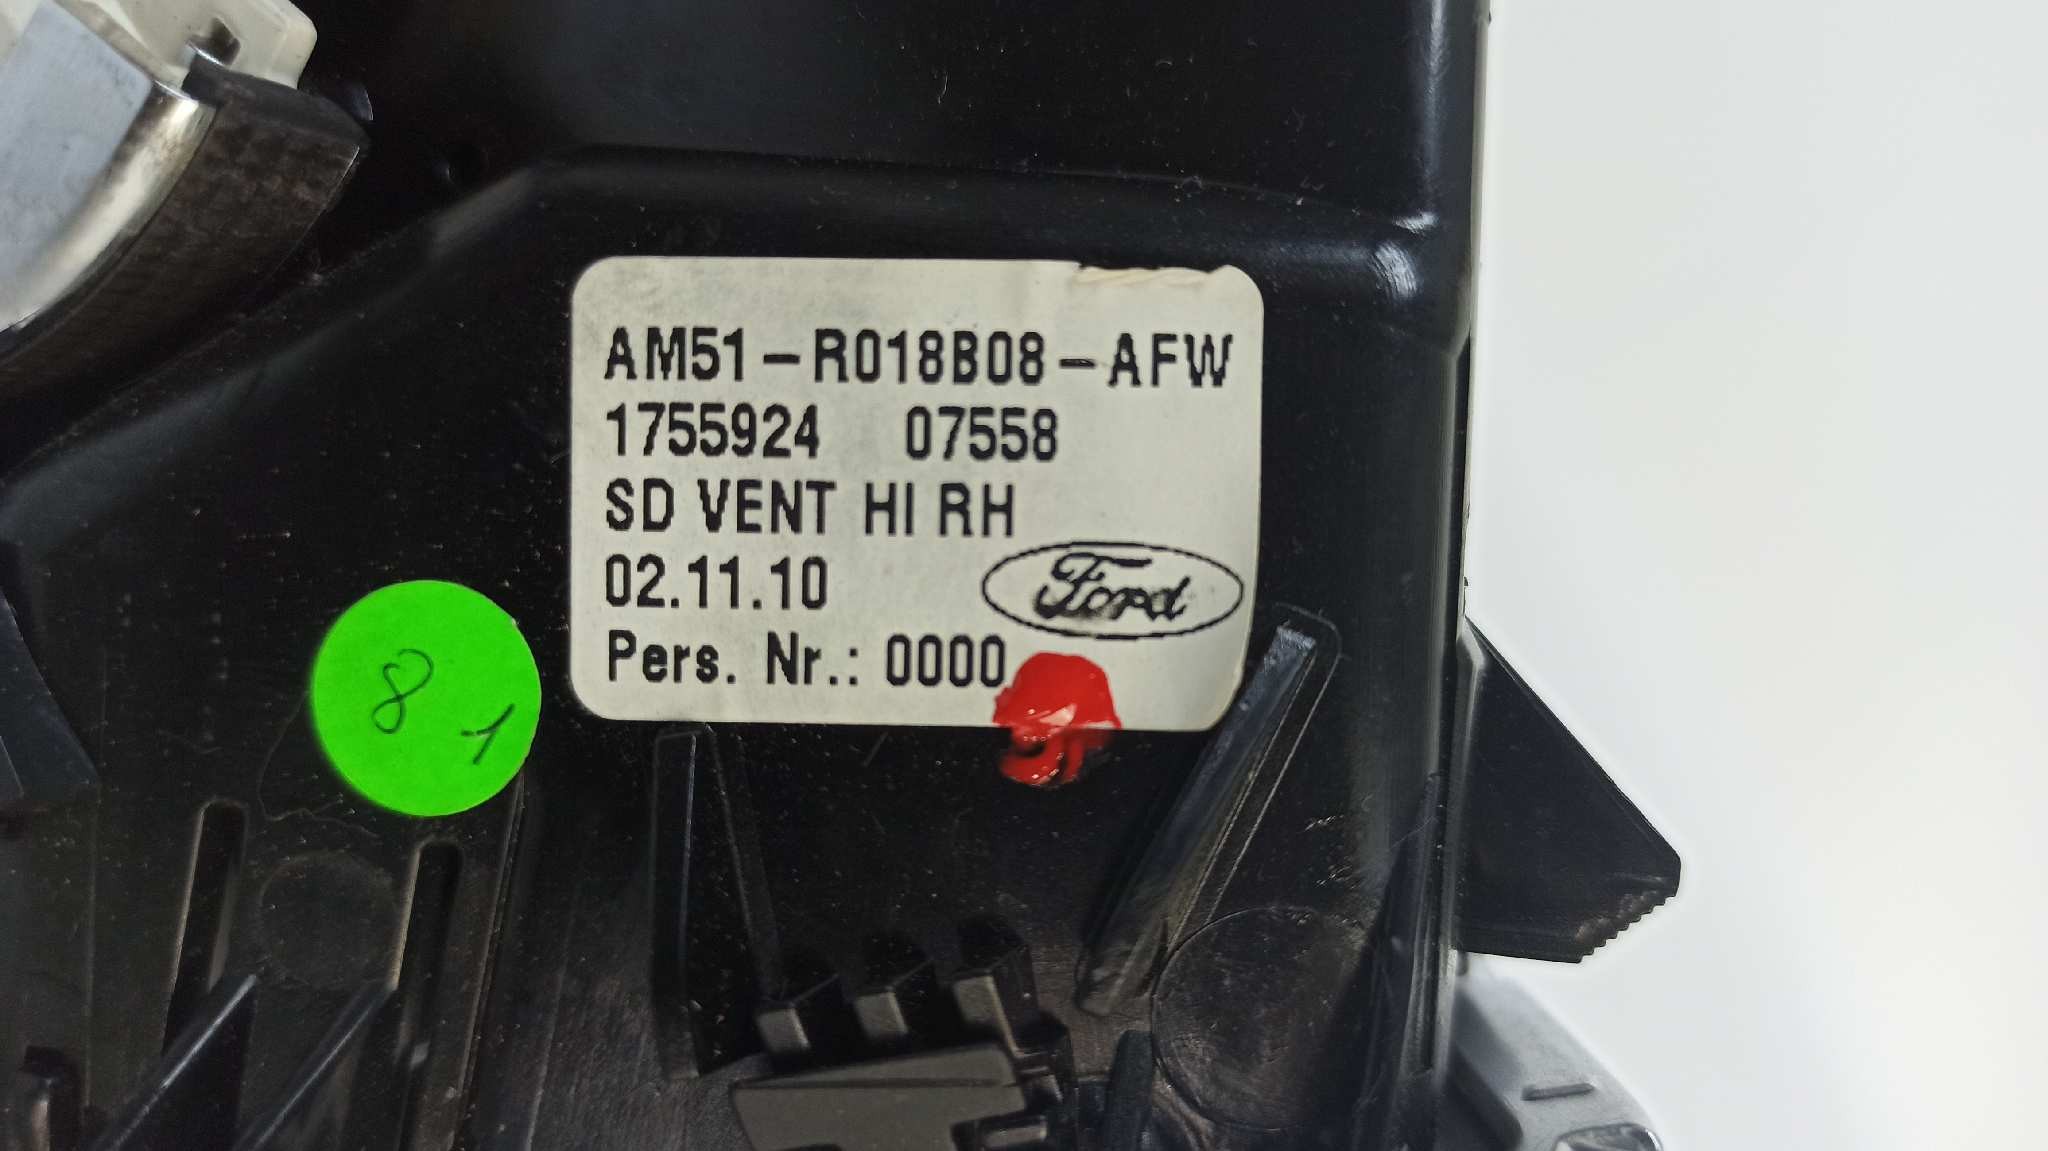 AM51-R018B08-AFW
1755924 07558
SD VENT HI RH
02.11.10
Ford
Pers. Nr.: 0000
8 1